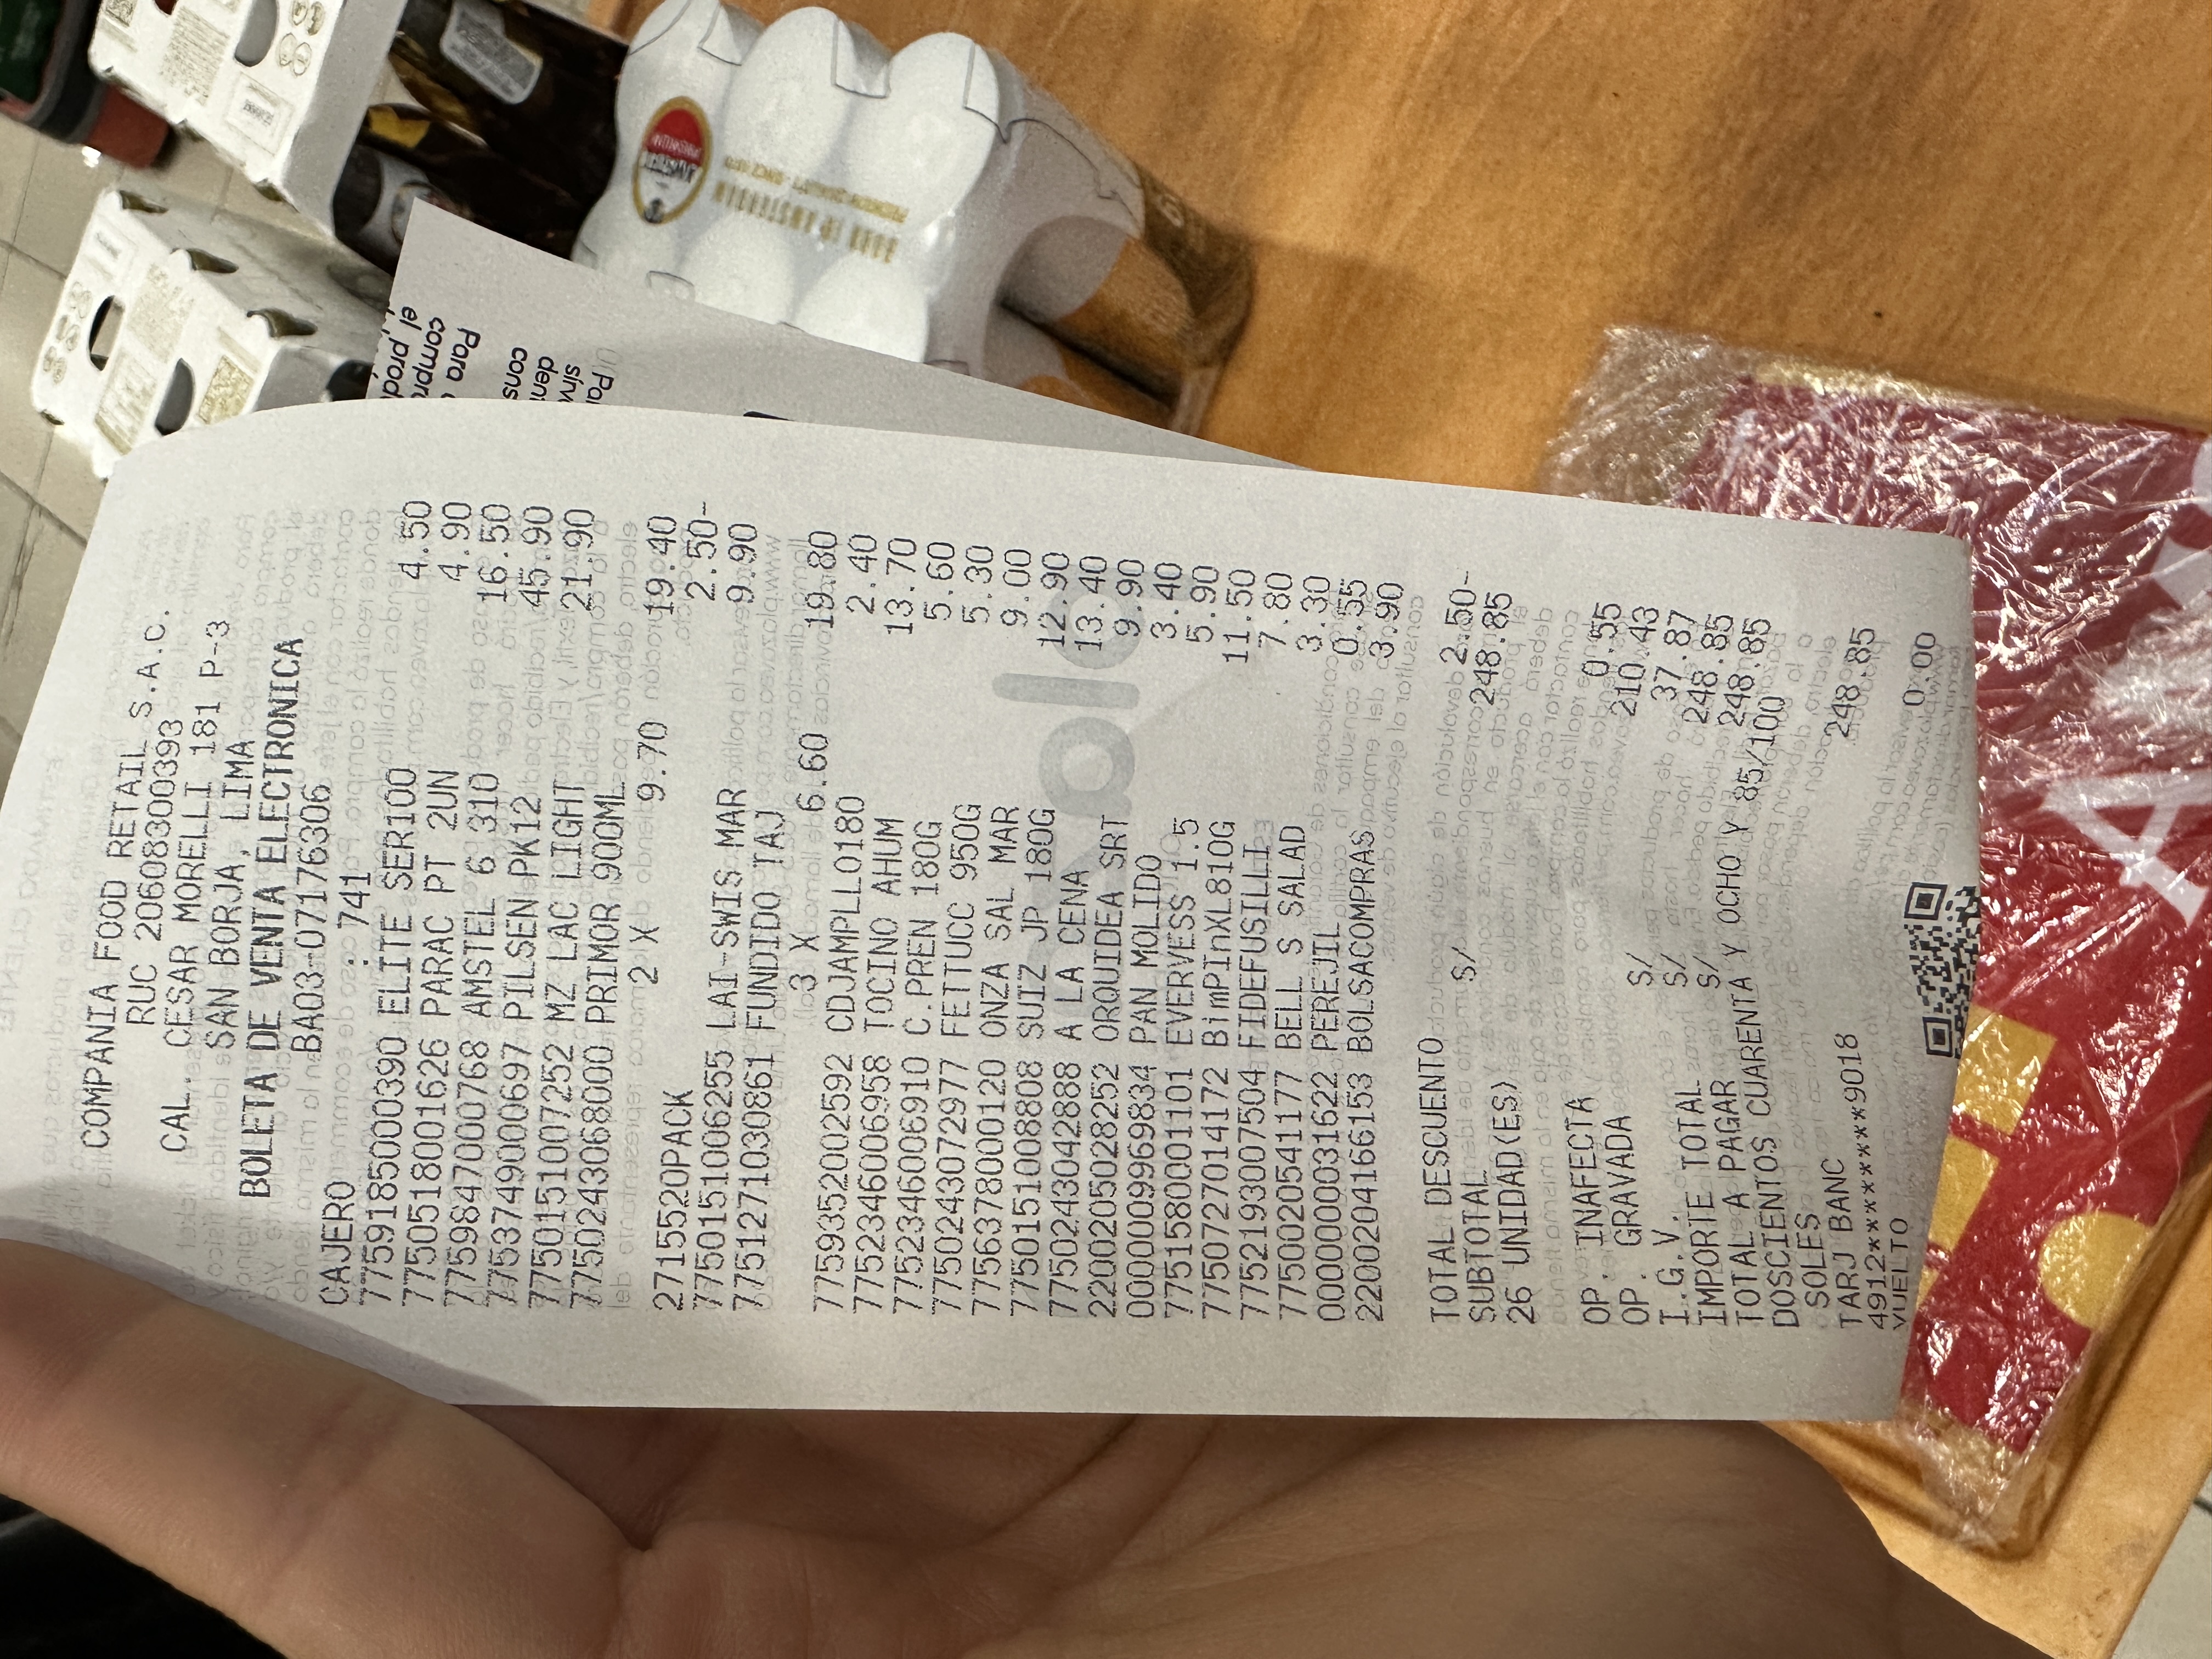 COMPANIA FOOD RETAIL S.A.C.
RUC 20608300393
CAL. CESAR MORELLI 181 P-3
SAN BORJA, LIMA
BOLETA DE VENTA ELECTRONICA
BA03-07176306
CAJERO : 741
7759185000390 ELITE SER100 4.50
7750518001626 PARAC PT 2UN 4.90
7759847000768 AMSTEL 6 310 16.50
7753749000697 PILSEN PK12 45.90
7750151007252 MZ LAC LIGHT 21.90
7750243068000 PRIMOR 900ML
2 X 9.70 19.40
2715520PACK 2.50-
7750151006255 LAI-SWIS MAR 9.90
7751271030861 FUNDIDO TAJ
3 X 6.60 19.80
7759352002592 CDJAMPLLO180 2.40
7752346006958 TOCINO AHUM 13.70
7752346006910 C.PREN 180G 5.60
7750243072977 FETTUCC 950G 5.30
7756378000120 ONZA SAL MAR 9.00
7750151008808 SUIZ JP 180G 12.90
7750243042888 A LA CENA 13.40
2200205028252 ORQUIDEA SRT 9.90
0000009969834 PAN MOLIDO 3.40
7751580001101 EVERVESS 1.5 5.90
7750727014172 BimPInXL810G 11.50
7752193007504 FIDEFUSILLI 7.80
7750020541177 BELL S SALAD 3.30
0000000031622 PEREJIL 0.55
2200204166153 BOLSACOMPRAS 3.90
TOTAL DESCUENTO 2.50-
SUBTOTAL S/ 248.85
26 UNIDAD(ES)
OP. INAFECTA 0.55
OP. GRAVADA 210.43
I.G.V. S/ 37.87
IMPORTE TOTAL S/ 248.85
TOTAL A PAGAR S/ 248.85
DOSCIENTOS CUARENTA Y OCHO Y 85/100
SOLES
TARJ BANC 248.85
4912********9018
VUELTO 0.00